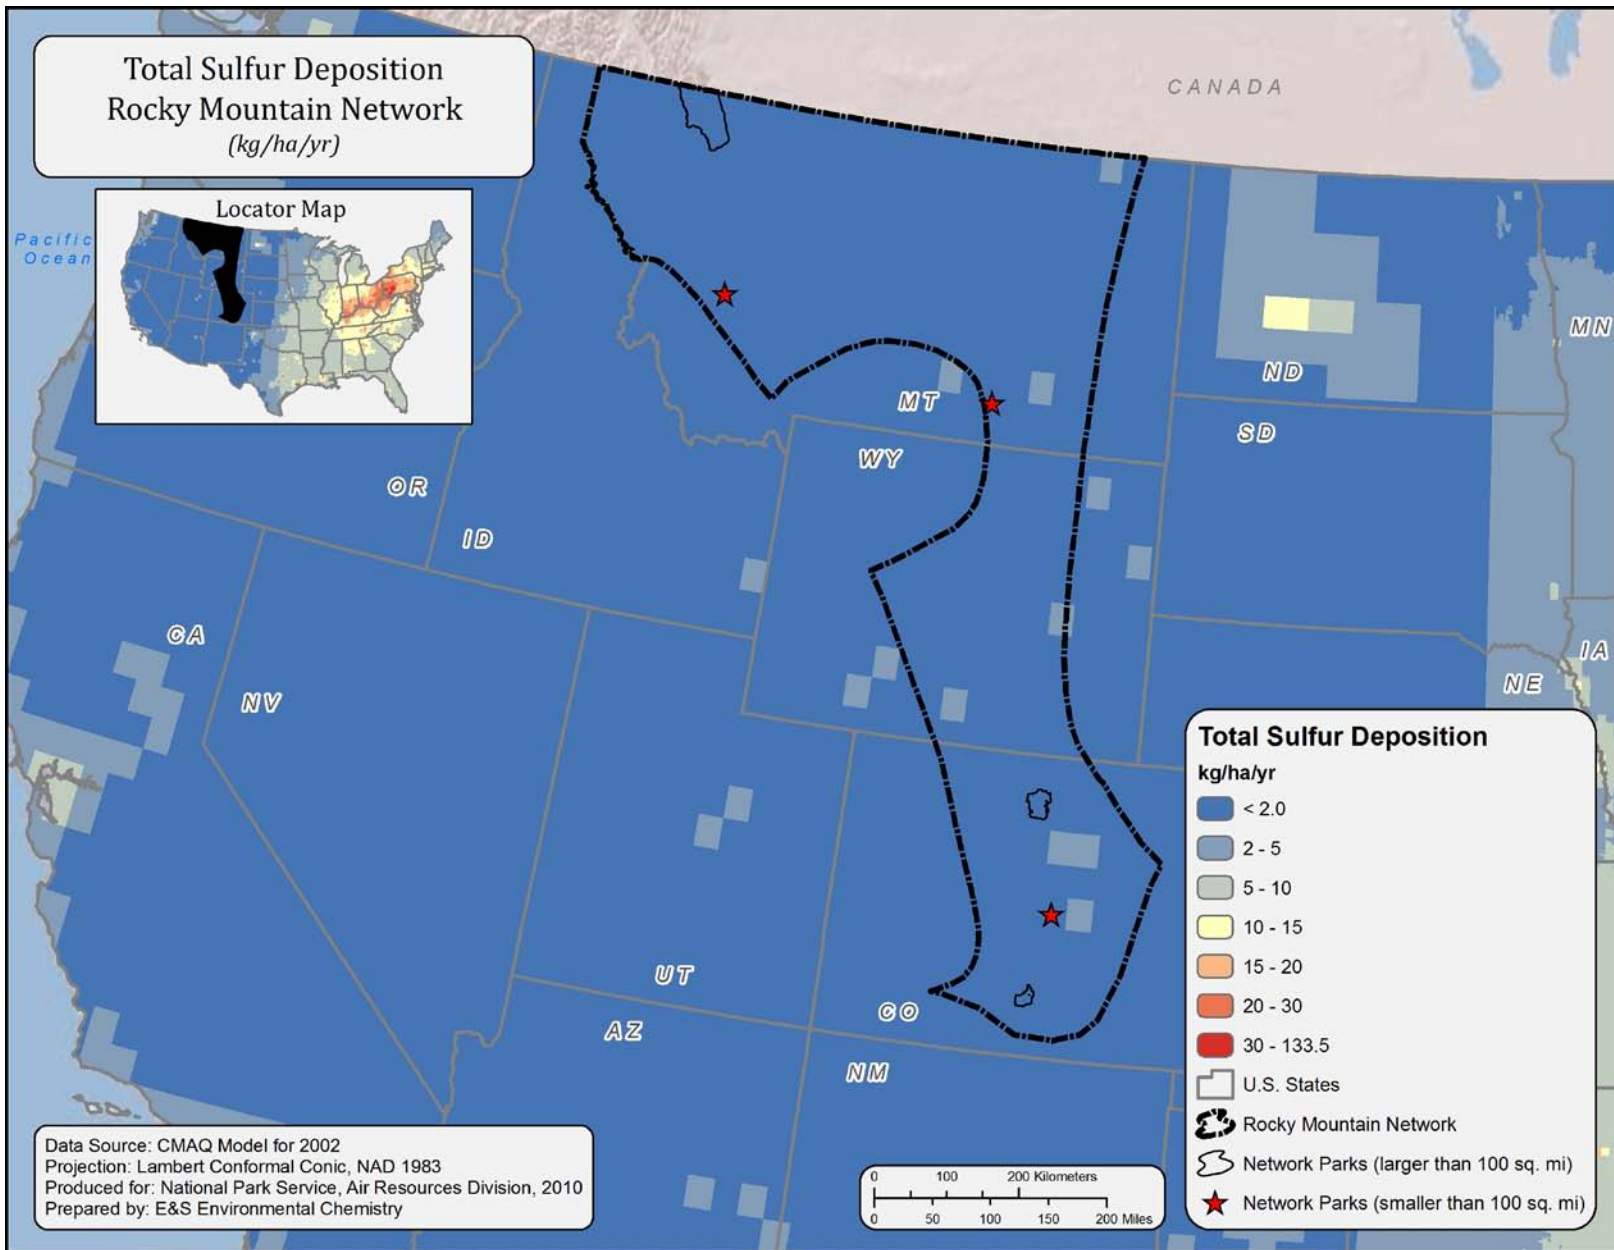 Total Sulfur Deposition
Rocky Mountain Network
(kg/ha/yr)
CANADA
Locator Map
Pacific
Ocean
MN
ND
MT
SD
WY
OR
ID
CA
IA
NV
NE
Total Sulfur Deposition
kg/ha/yr
< 2.0
2 - 5
5 - 10
10 - 15
15 - 20
20 - 30
30 - 133.5
U.S. States
Rocky Mountain Network
Network Parks (larger than 100 sq. mi)
Network Parks (smaller than 100 sq. mi)
UT
CO
AZ
NM
Data Source: CMAQ Model for 2002
Projection: Lambert Conformal Conic, NAD 1983
Produced for: National Park Service, Air Resources Division, 2010
Prepared by: E&S Environmental Chemistry
0 100 200 Kilometers
0 50 100 150 200 Miles